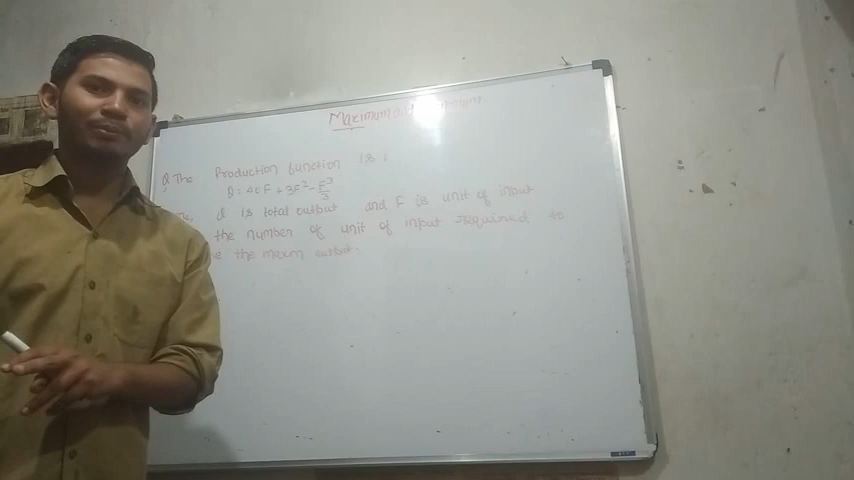 Maximum
Q The Production function is:
Q = 40F + 3F² - F³/3
Q is total output and F is unit of input
the number of unit of input required to
e the maxm output.